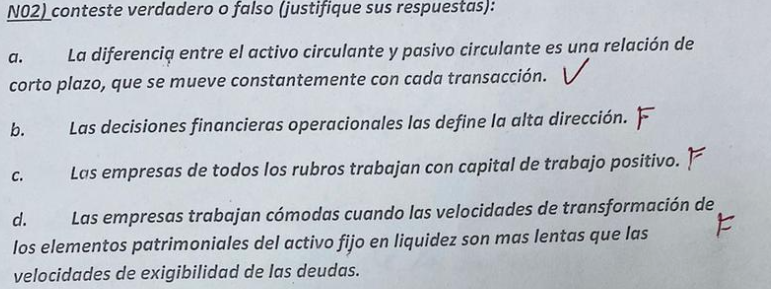 N02) conteste verdadero o falso (justifique sus respuestas):
a. La diferencia entre el activo circulante y pasivo circulante es una relación de
corto plazo, que se mueve constantemente con cada transacción. V
b. Las decisiones financieras operacionales las define la alta dirección. F
c. Las empresas de todos los rubros trabajan con capital de trabajo positivo. F
d. Las empresas trabajan cómodas cuando las velocidades de transformación de
los elementos patrimoniales del activo fijo en liquidez son mas lentas que las F
velocidades de exigibilidad de las deudas.